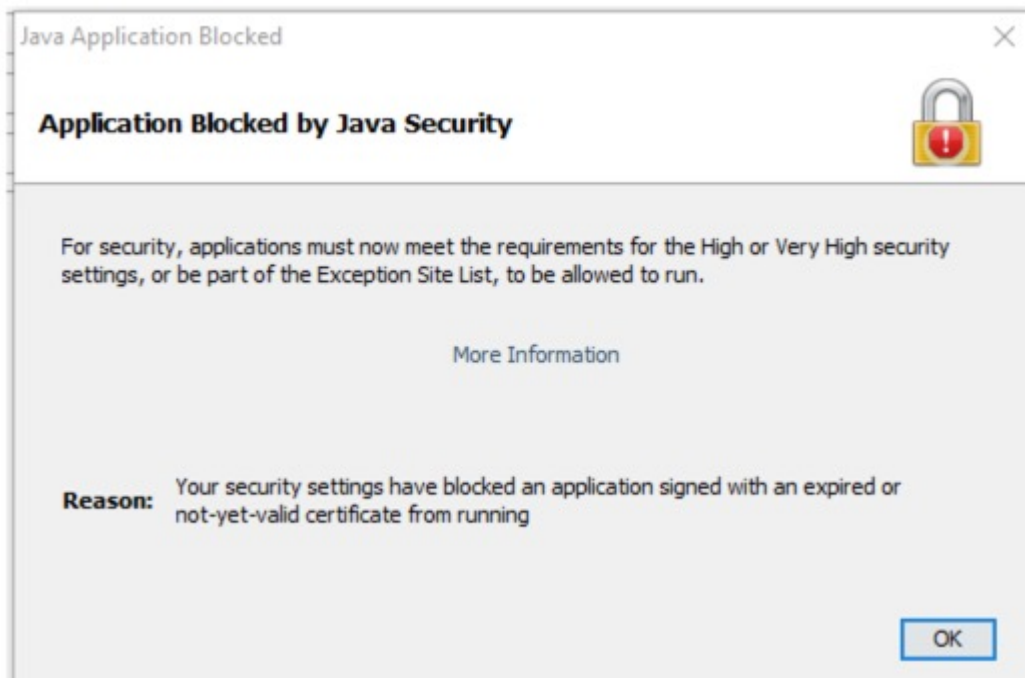 Java Application Blocked
Application Blocked by Java Security
For security, applications must now meet the requirements for the High or Very High security
settings, or be part of the Exception Site List, to be allowed to run.
More Information
Reason:
Your security settings have blocked an application signed with an expired or
not-yet-valid certificate from running
OK